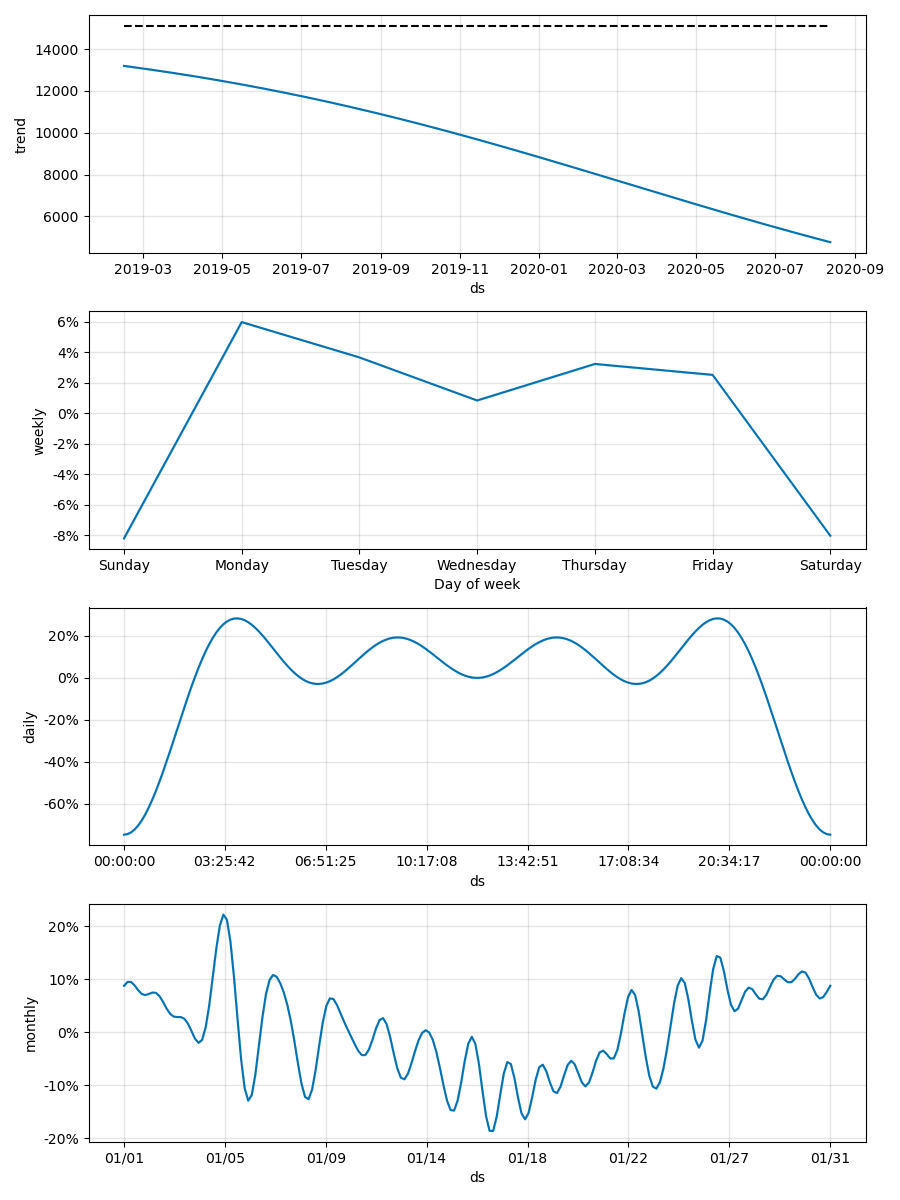 14000
12000
10000
8000
6000
trend
2019-03 2019-05 2019-07 2019-09 2019-11 2020-01 2020-03 2020-05 2020-07 2020-09
ds
6%
4%
2%
0%
-2%
-4%
-6%
-8%
weekly
Sunday Monday Tuesday Wednesday Thursday Friday Saturday
Day of week
20%
0%
-20%
-40%
-60%
daily
00:00:00 03:25:42 06:51:25 10:17:08 13:42:51 17:08:34 20:34:17 00:00:00
ds
20%
10%
0%
-10%
-20%
monthly
01/01 01/05 01/09 01/14 01/18 01/22 01/27 01/31
ds